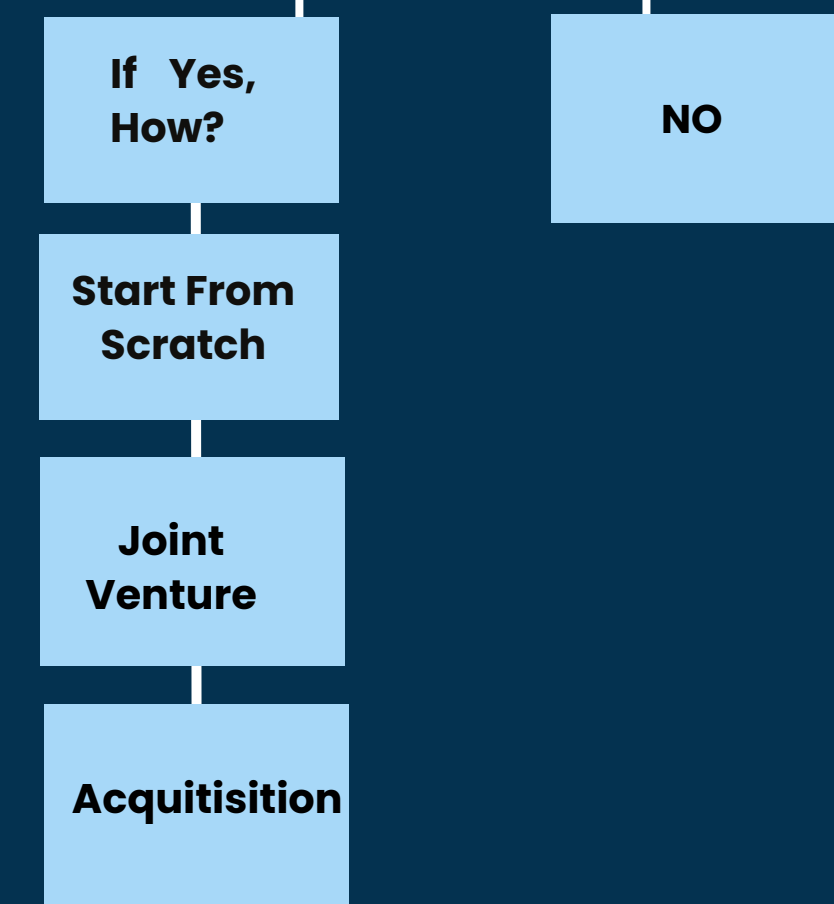 If Yes,
How?
NO
Start From
Scratch
Joint
Venture
Acquitisition